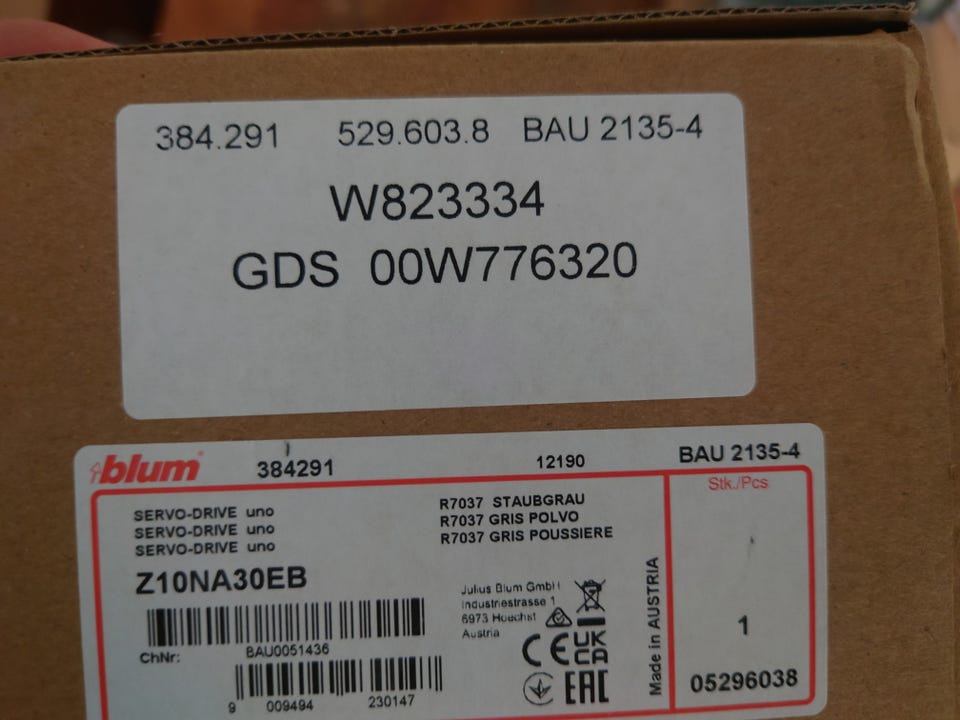 384.291 529.603.8 BAU 2135-4
W823334
GDS 00W776320
blum 384291 12190 BAU 2135-4
Stk./Pcs
SERVO-DRIVE uno R7037 STAUBGRAU
SERVO-DRIVE uno R7037 GRIS POLVO
SERVO-DRIVE uno R7037 GRIS POUSSIERE
Z10NA30EB
Julius Blum GmbH
Industriestrasse 1
6973 Hoechst
Austria
BAU0051436
ChNr:
9 009494 230147
CE UK CA
EAC
Made in AUSTRIA
1
05296038